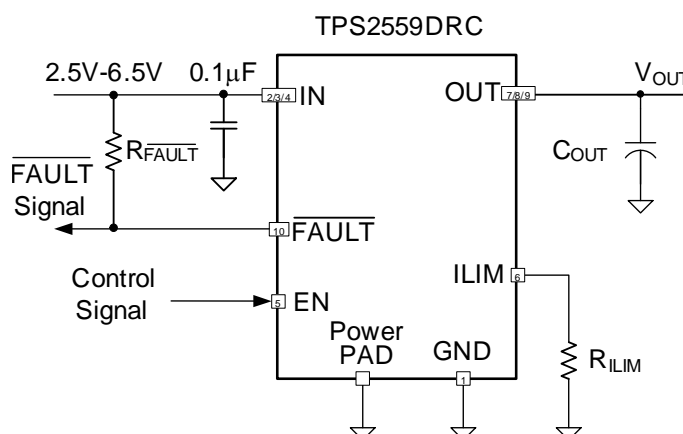 TPS2559DRC
2.5V-6.5V
0.1μF
2/3/4
IN
OUT
7/8/9
VOUT
RFAULT
COUT
FAULT
Signal
10
FAULT
Control
Signal
5
EN
ILIM
6
Power
PAD
GND
1
RILIM